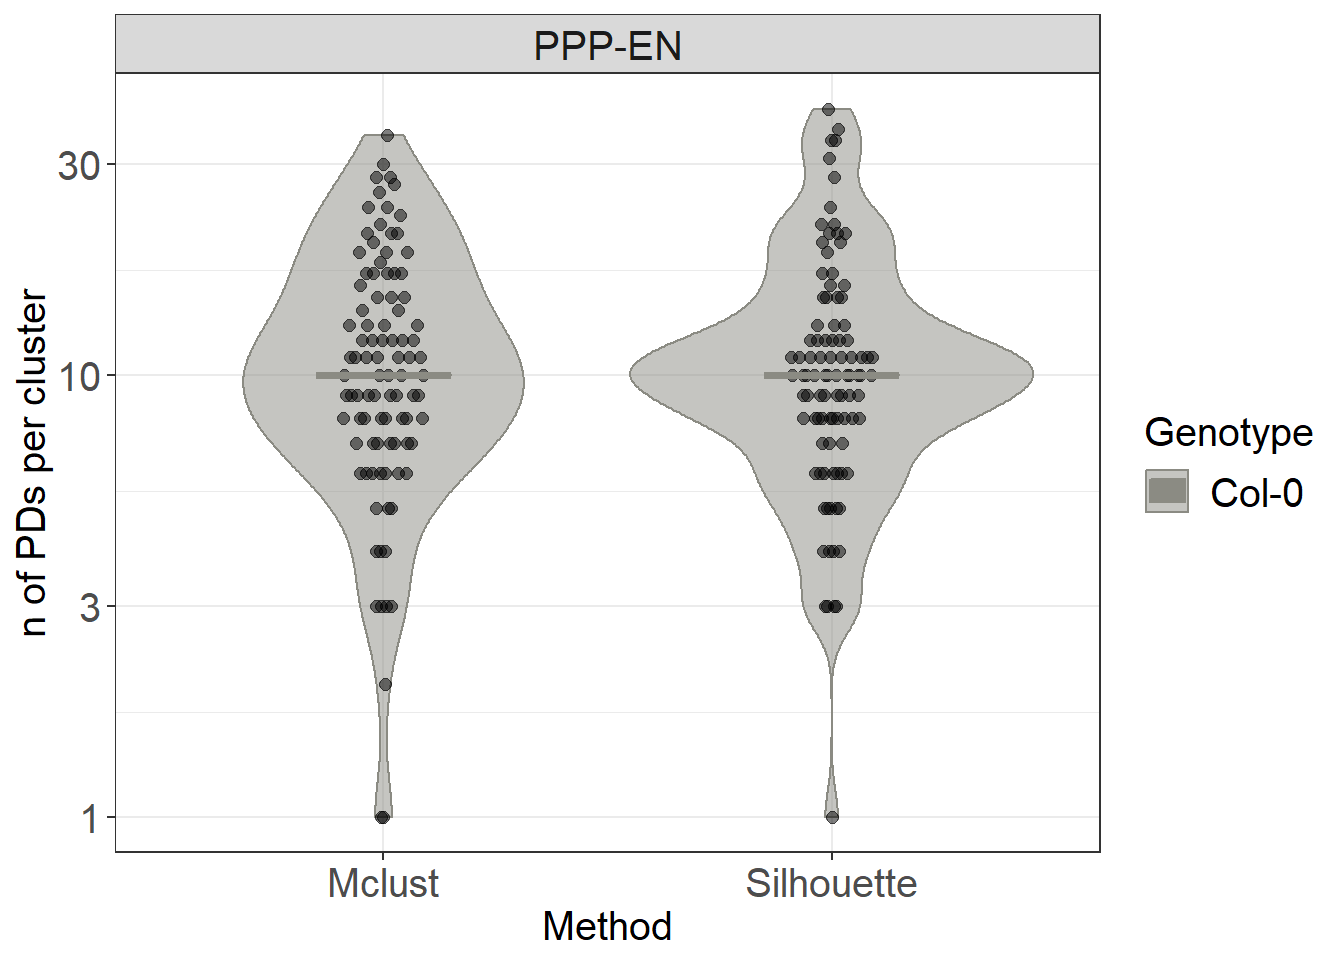 PPP-EN
n of PDs per cluster
30
10
3
1
Mclust
Silhouette
Method
Genotype
Col-0